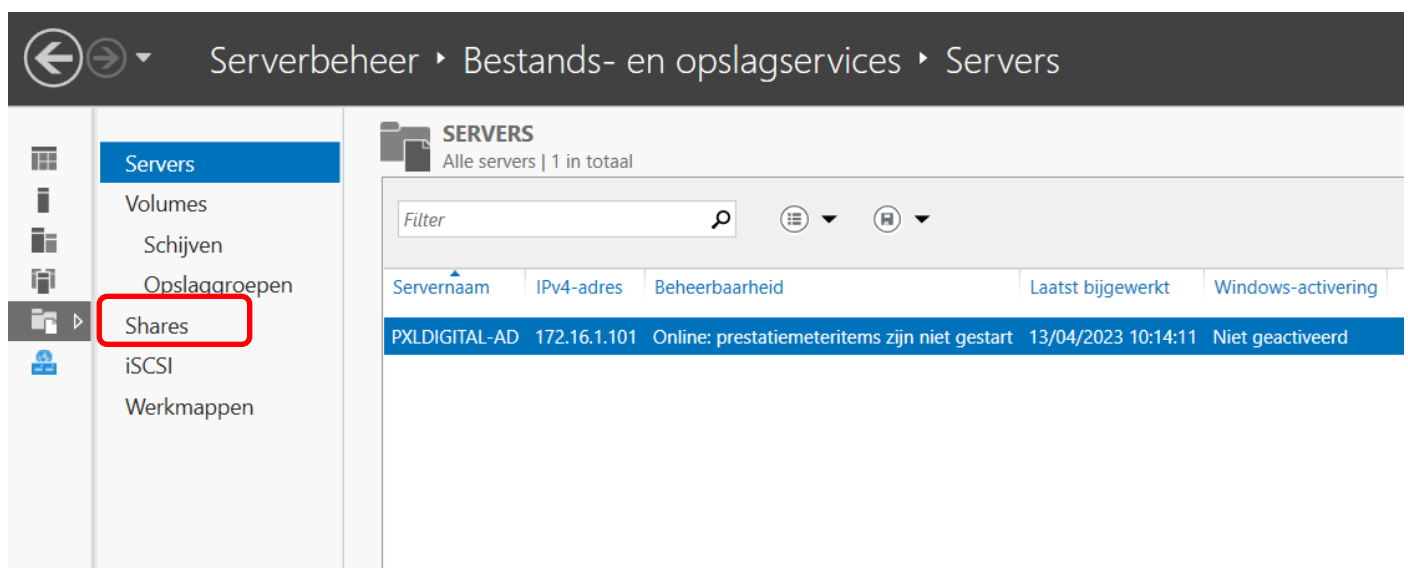 Serverbeheer ‣ Bestands- en opslagservices ‣ Servers
Servers
Volumes
Schijven
Opslaggroepen
Shares
iSCSI
Werkmappen
SERVERS
Alle servers | 1 in totaal
Filter
Servernaam IPv4-adres Beheerbaarheid Laatst bijgewerkt Windows-activering
PXLDIGITAL-AD 172.16.1.101 Online: prestatiemeteritems zijn niet gestart 13/04/2023 10:14:11 Niet geactiveerd